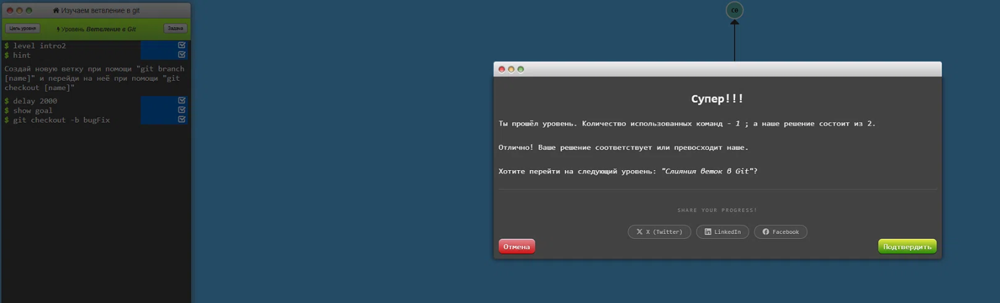 Изучаем ветвление в git
Цель уровня
Уровень Ветвление в Git
Задача
$ level intro2
$ hint
Создай новую ветку при помощи "git branch
[name]" и перейди на неё при помощи "git
checkout [name]"
$ delay 2000
$ show goal
$ git checkout -b bugFix
C0
Супер!!!
Ты прошёл уровень. Количество использованных команд - 1 ; а наше решение состоит из 2.
Отлично! Ваше решение соответствует или превосходит наше.
Хотите перейти на следующий уровень: "Слияния веток в Git"?
SHARE YOUR PROGRESS!
X (Twitter)
LinkedIn
Facebook
Отмена
Подтвердить